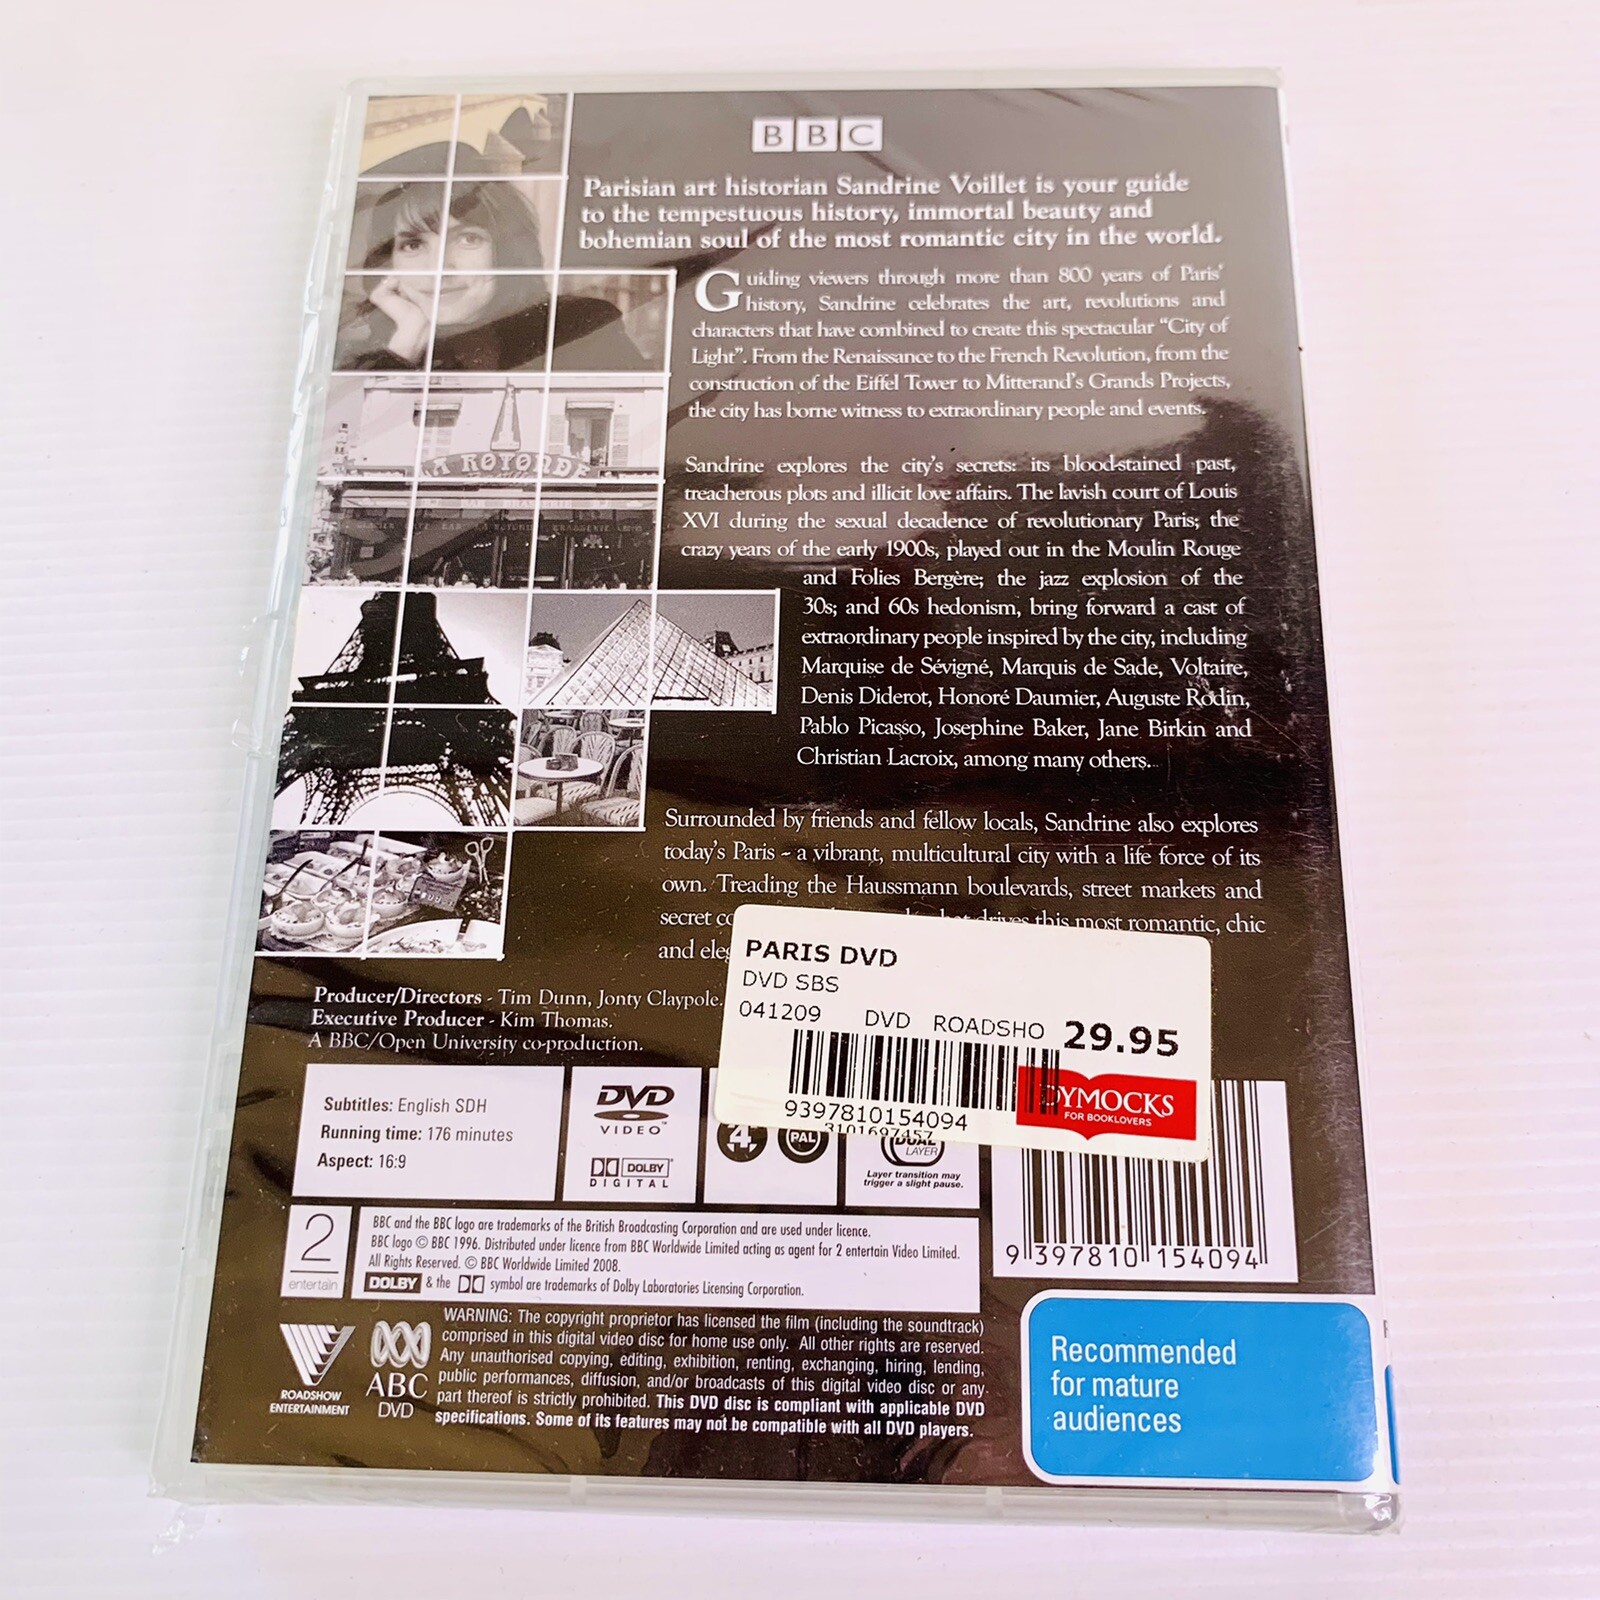 BBC
Parisian art historian Sandrine Voillet is your guide
to the tempestuous history, immortal beauty and
bohemian soul of the most romantic city in the world.
Guiding viewers through more than 800 years of Paris'
history, Sandrine celebrates the art, revolutions and
characters that have combined to create this spectacular "City of
Light". From the Renaissance to the French Revolution, from the
construction of the Eiffel Tower to Mitterand's Grands Projects,
the city has borne witness to extraordinary people and events.
LA ROTONDE
Sandrine explores the city's secrets: its blood-stained past,
treacherous plots and illicit love affairs. The lavish court of Louis
XVI during the sexual decadence of revolutionary Paris; the
crazy years of the early 1900s, played out in the Moulin Rouge
and Folies Bergère; the jazz explosion of the
30s; and 60s hedonism, bring forward a cast of
extraordinary people inspired by the city, including
Marquise de Sévigné, Marquis de Sade, Voltaire,
Denis Diderot, Honoré Daumier, Auguste Rodin,
Pablo Picasso, Josephine Baker, Jane Birkin and
Christian Lacroix, among many others.
Surrounded by friends and fellow locals, Sandrine also explores
today's Paris - a vibrant, multicultural city with a life force of its
own. Treading the Haussmann boulevards, street markets and
secret drives this most romantic, chic
and
PARIS DVD
DVD SBS
041209 DVD ROADSHO 29.95
9397810154094
3101697457
DYMOCKS
FOR BOOKLOVERS
Producer/Directors - Tim Dunn, Jonty Claypole.
Executive Producer - Kim Thomas.
A BBC/Open University co-production.
Subtitles: English SDH
Running time: 176 minutes
Aspect: 16:9
DVD
VIDEO™
DOLBY
DIGITAL
4
PAL
DUAL
LAYER
Layer transition may
trigger a slight pause.
9 397810 154094
2
entertain
BBC and the BBC logo are trademarks of the British Broadcasting Corporation and are used under licence.
BBC logo © BBC 1996. Distributed under licence from BBC Worldwide Limited acting as agent for 2 entertain Video Limited.
All Rights Reserved. © BBC Worldwide Limited 2008.
DOLBY & the symbol are trademarks of Dolby Laboratories Licensing Corporation.
ROADSHOW
ENTERTAINMENT
ABC
DVD
WARNING: The copyright proprietor has licensed the film (including the soundtrack)
comprised in this digital video disc for home use only. All other rights are reserved.
Any unauthorised copying, editing, exhibition, renting, exchanging, hiring, lending,
public performances, diffusion, and/or broadcasts of this digital video disc or any
part thereof is strictly prohibited. This DVD disc is compliant with applicable DVD
specifications. Some of its features may not be compatible with all DVD players.
Recommended
for mature
audiences